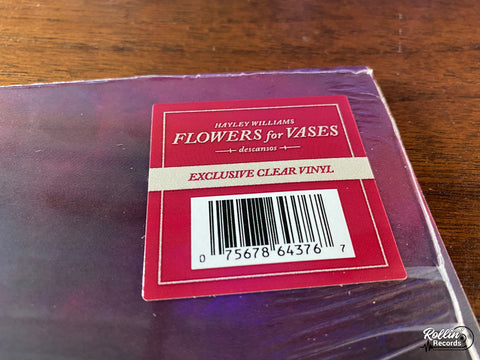 HAYLEY WILLIAMS
FLOWERS for VASES
descansos
EXCLUSIVE CLEAR VINYL
0 75678 64376 7
Rollin
Records